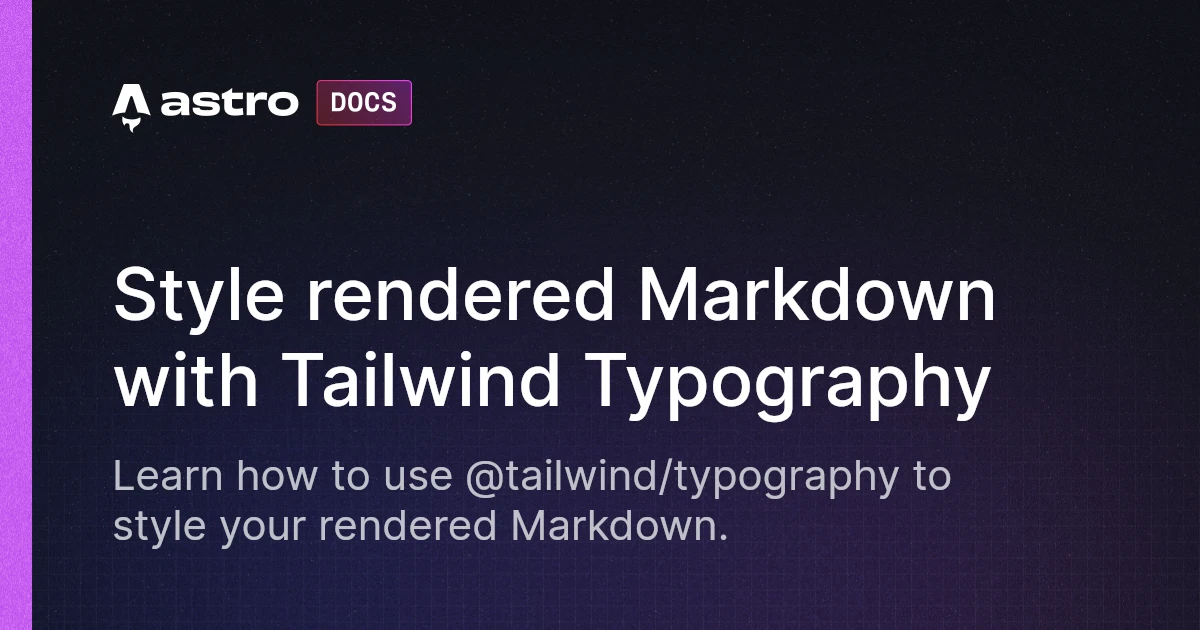 astro DOCS
Style rendered Markdown
with Tailwind Typography
Learn how to use @tailwind/typography to
style your rendered Markdown.